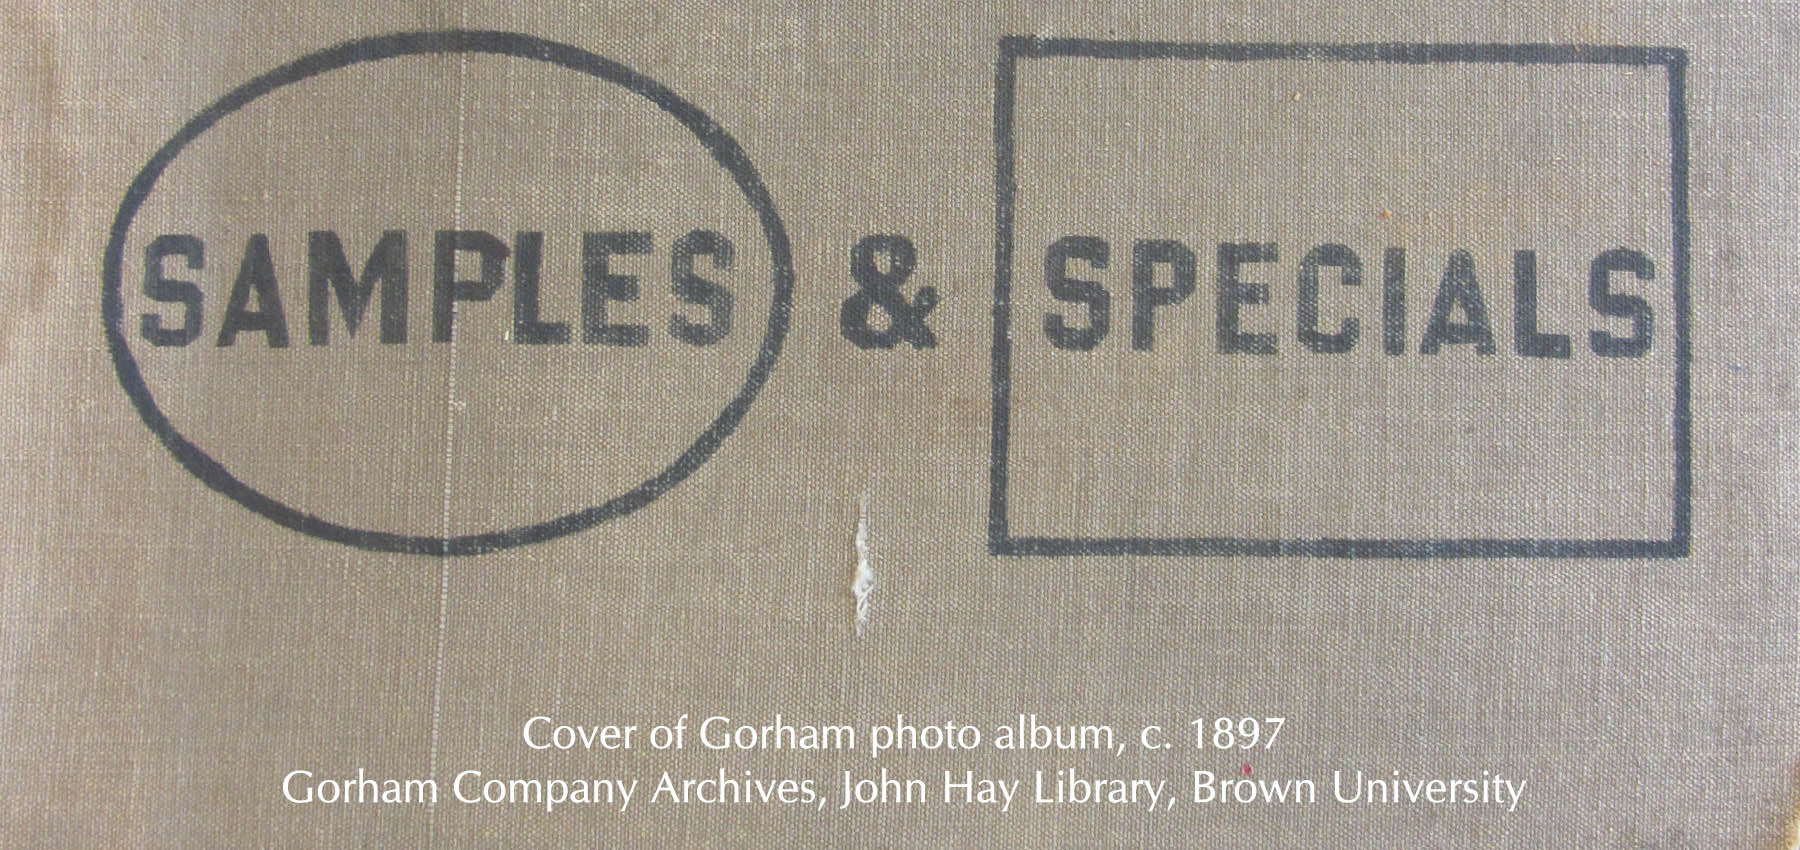 SAMPLES & SPECIALS
Cover of Gorham photo album, c. 1897
Gorham Company Archives, John Hay Library, Brown University